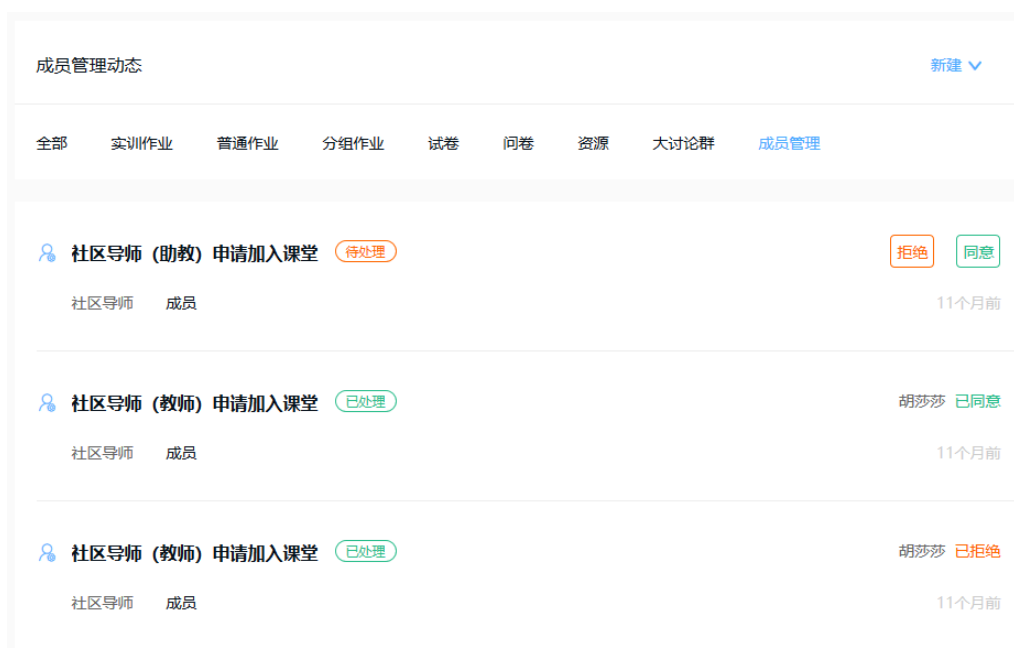 成员管理动态 新建
全部 实训作业 普通作业 分组作业 试卷 问卷 资源 大讨论群 成员管理
社区导师（助教）申请加入课堂 待处理 拒绝 同意
社区导师 成员 11个月前
社区导师（教师）申请加入课堂 已处理 胡莎莎 已同意
社区导师 成员 11个月前
社区导师（教师）申请加入课堂 已处理 胡莎莎 已拒绝
社区导师 成员 11个月前